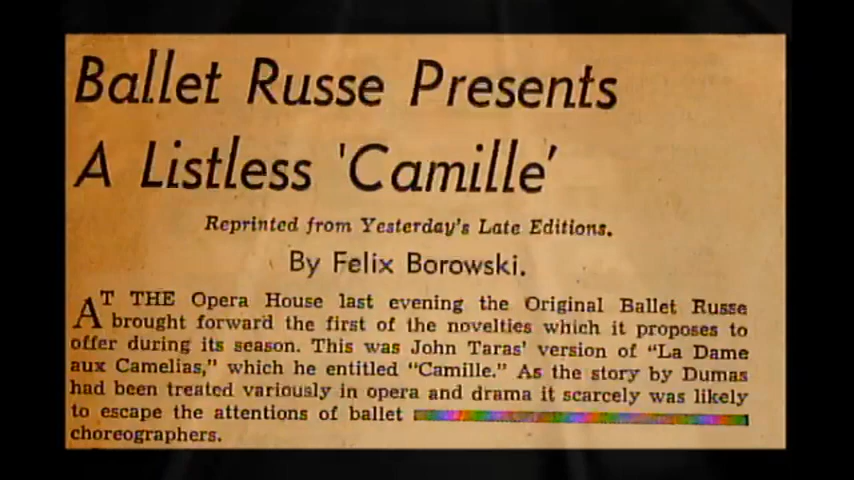 Ballet Russe Presents
A Listless 'Camille'
Reprinted from Yesterday's Late Editions.
By Felix Borowski.
AT THE Opera House last evening the Original Ballet Russe
brought forward the first of the novelties which it proposes to
offer during its season. This was John Taras' version of "La Dame
aux Camelias," which he entitled "Camille." As the story by Dumas
had been treated variously in opera and drama it scarcely was likely
to escape the attentions of ballet
choreographers.